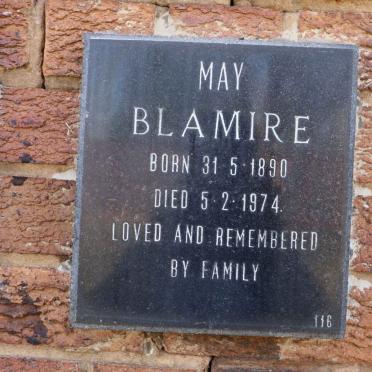 MAY
BLAMIRE
BORN 31·5·1890
DIED 5·2·1974.
LOVED AND REMEMBERED
BY FAMILY
116